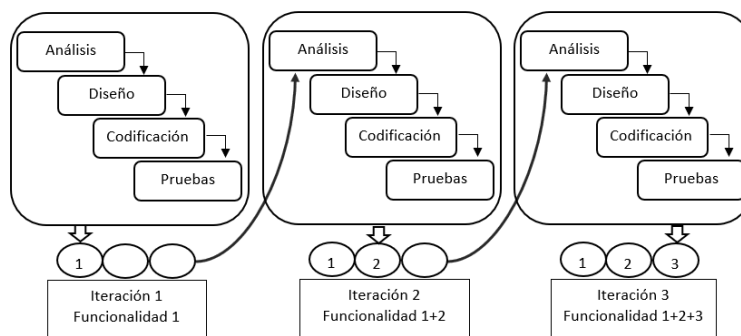 Análisis
Diseño
Codificación
Pruebas
1
Iteración 1
Funcionalidad 1
Análisis
Diseño
Codificación
Pruebas
1
2
Iteración 2
Funcionalidad 1+2
Análisis
Diseño
Codificación
Pruebas
1
2
3
Iteración 3
Funcionalidad 1+2+3